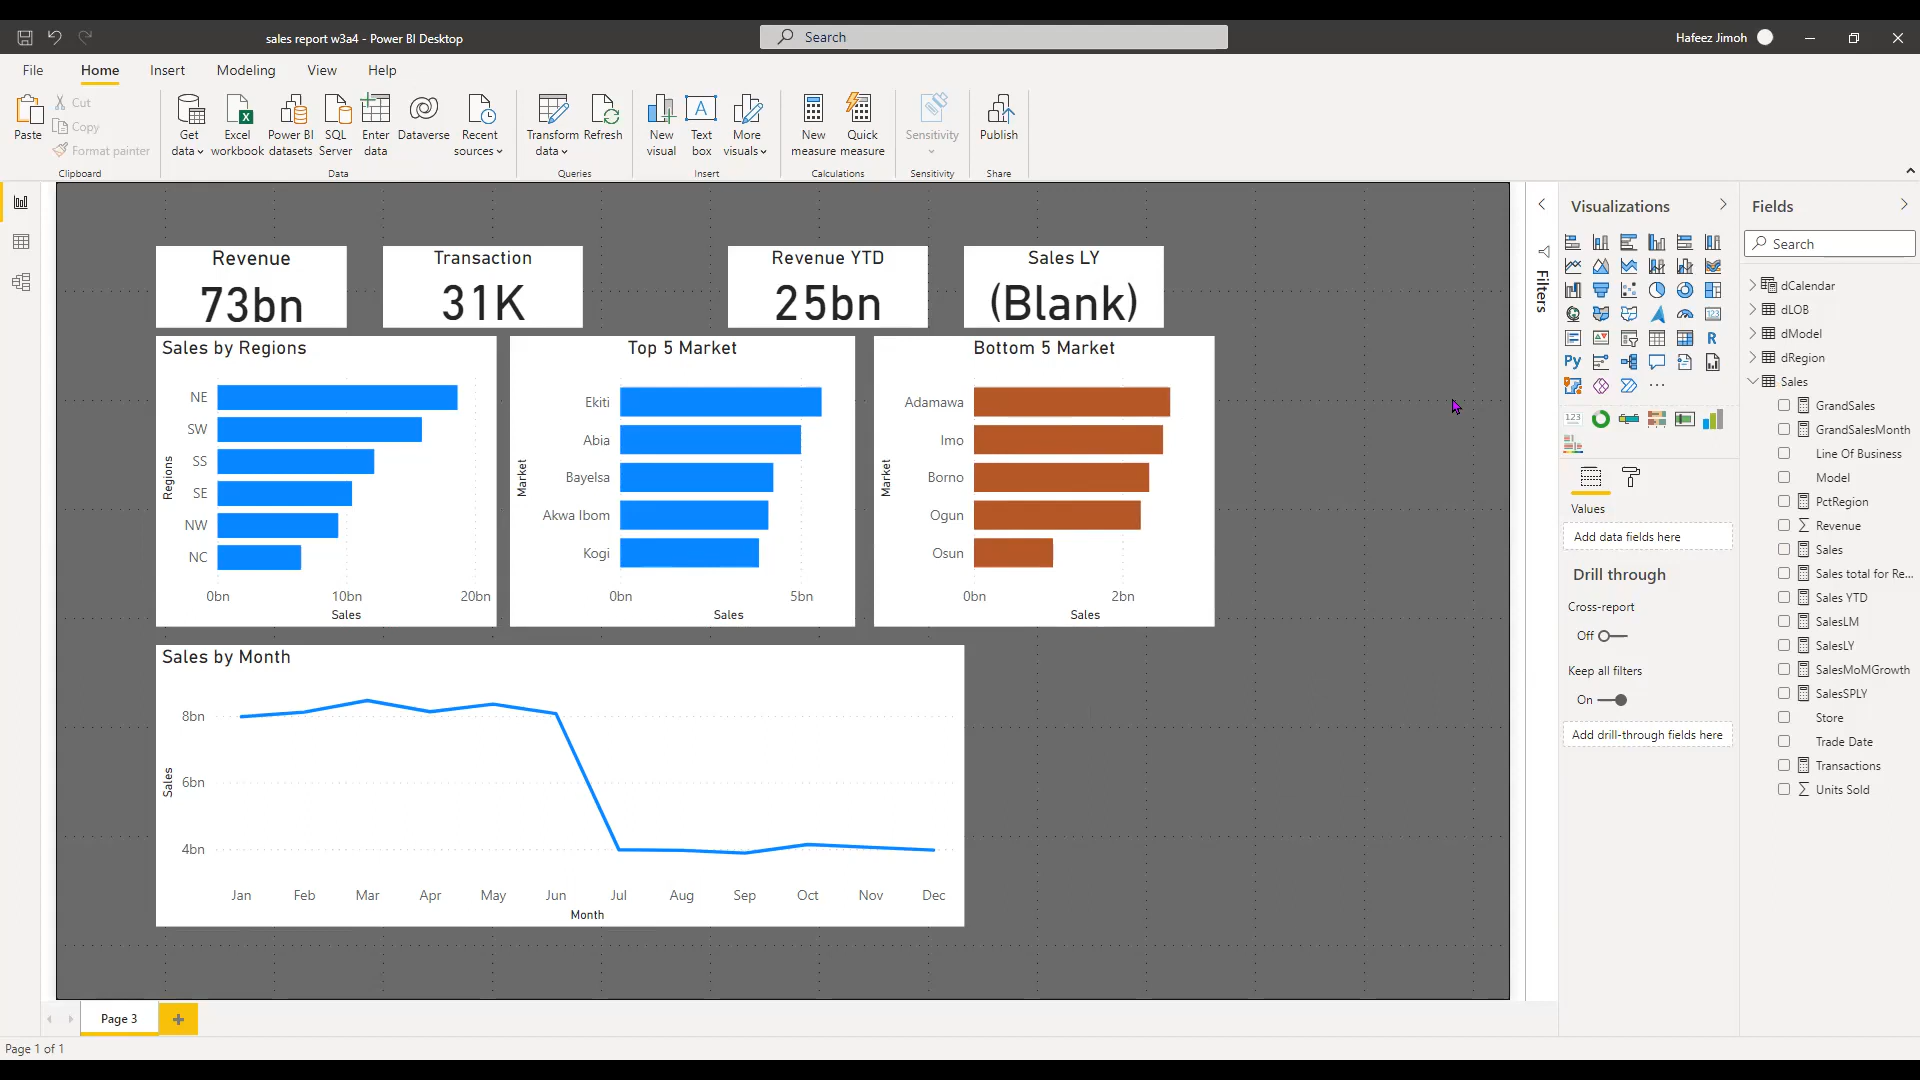 sales report w3a4 - Power BI Desktop
Search
Hafeez Jimoh
File
Home
Insert
Modeling
View
Help
Paste
Cut
Copy
Format painter
Get data
Excel workbook
Power BI datasets
SQL Server
Enter data
Dataverse
Recent sources
Transform data
Refresh
New visual
A
Text box
More visuals
New measure
Quick measure
Sensitivity
Publish
Clipboard
Data
Queries
Insert
Calculations
Sensitivity
Share
Revenue
73bn
Transaction
31K
Revenue YTD
25bn
Sales LY
(Blank)
Sales by Regions
Regions
NE
SW
SS
SE
NW
NC
0bn
10bn
20bn
Sales
Top 5 Market
Market
Ekiti
Abia
Bayelsa
Akwa Ibom
Kogi
0bn
5bn
Sales
Bottom 5 Market
Market
Adamawa
Imo
Borno
Ogun
Osun
0bn
2bn
Sales
Sales by Month
Sales
8bn
6bn
4bn
Jan
Feb
Mar
Apr
May
Jun
Jul
Aug
Sep
Oct
Nov
Dec
Month
Filters
Visualizations
123
R
Py
123
Values
Add data fields here
Drill through
Cross-report
Off
Keep all filters
On
Add drill-through fields here
Fields
Search
dCalendar
dLOB
dModel
dRegion
Sales
GrandSales
GrandSalesMonth
Line Of Business
Model
PctRegion
Revenue
Sales
Sales total for Re...
Sales YTD
SalesLM
SalesLY
SalesMoMGrowth
SalesSPLY
Store
Trade Date
Transactions
Units Sold
Page 3
Page 1 of 1